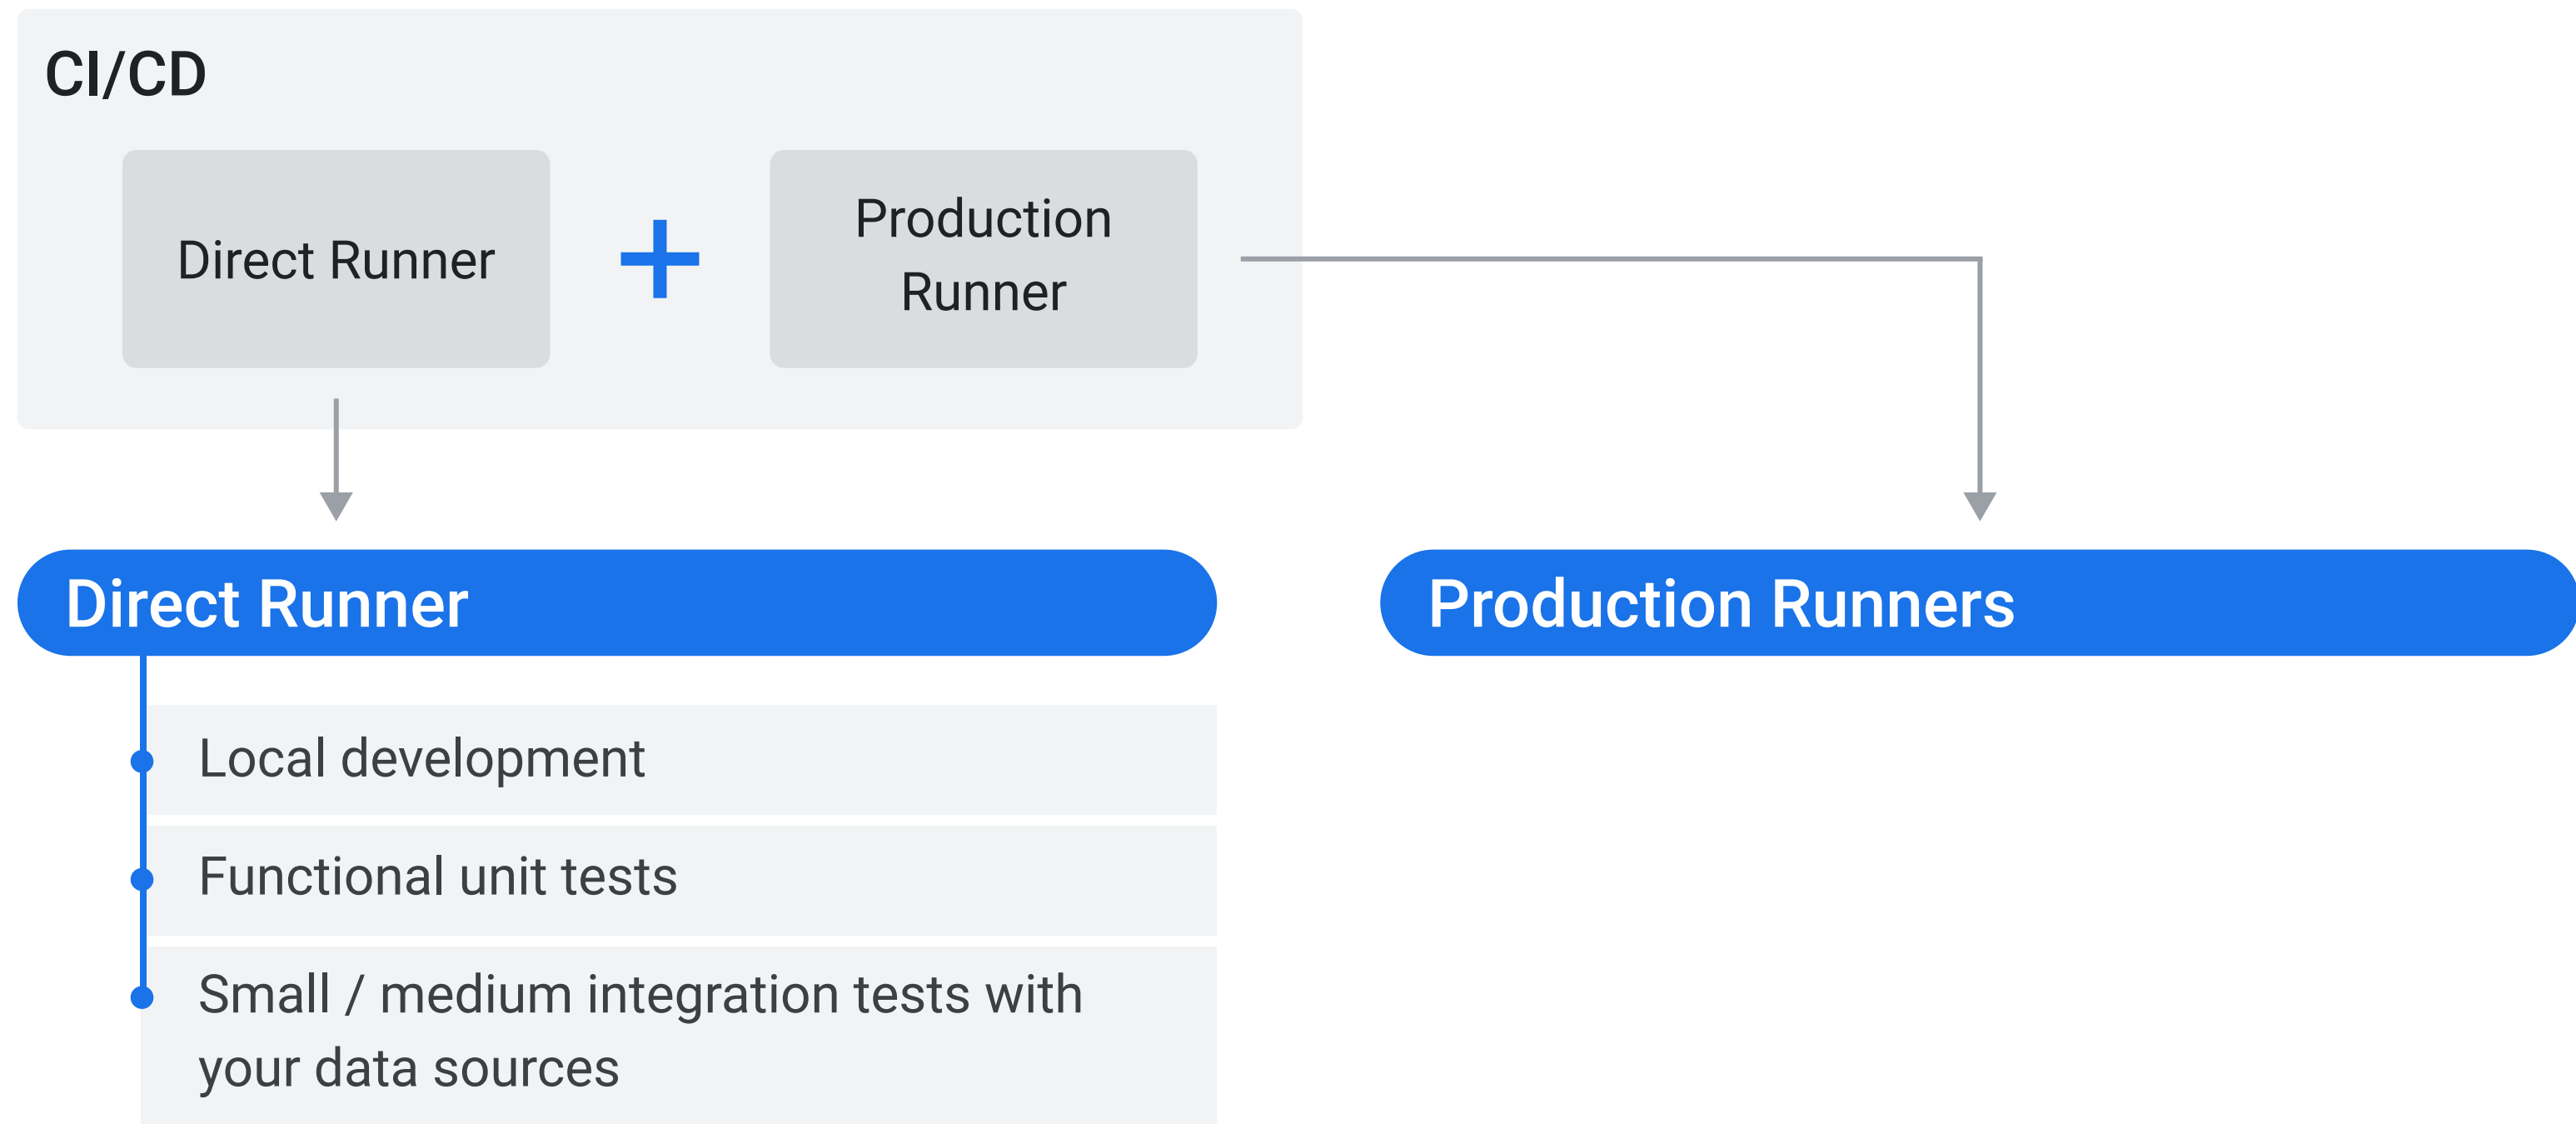 CI/CD
Direct Runner
Production
Runner
Direct Runner
Production Runners
Local development
Functional unit tests
Small / medium integration tests with
your data sources